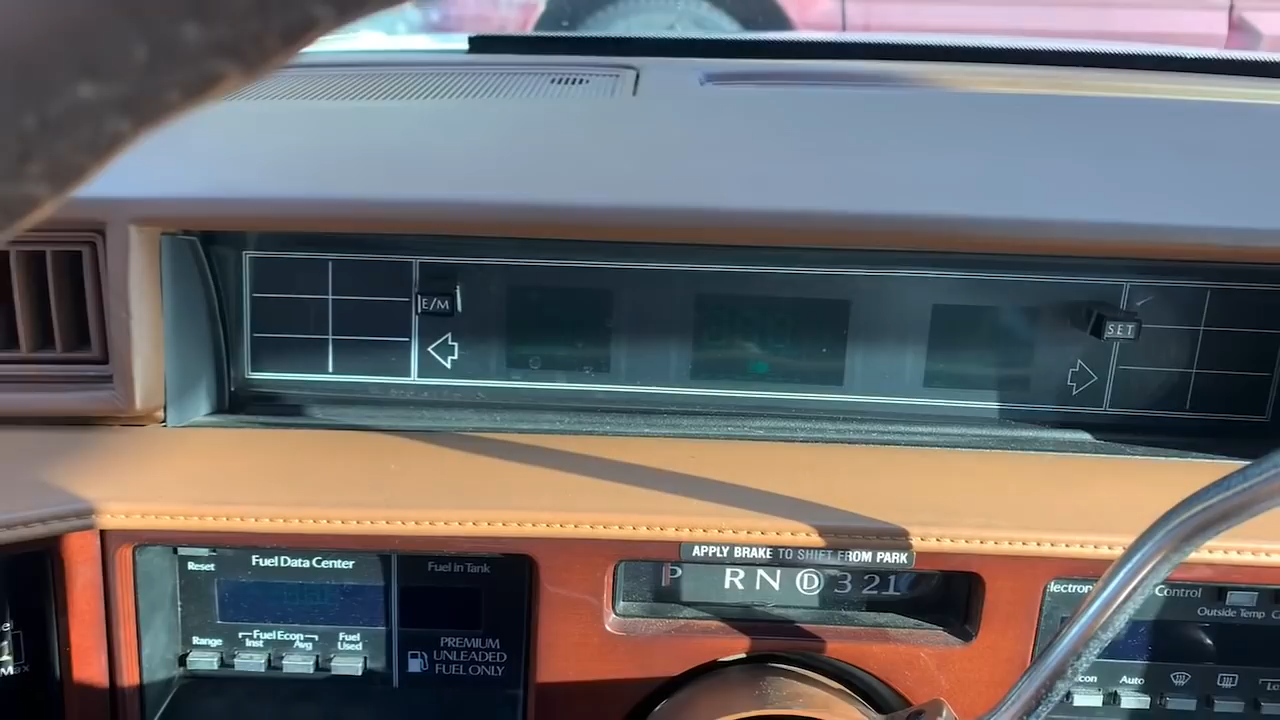 E/M
SET
APPLY BRAKE TO SHIFT FROM PARK
P R N D 3 2 1
Reset
Fuel Data Center
Range
Fuel Econ
Inst
Avg
Fuel
Used
Fuel in Tank
PREMIUM
UNLEADED
FUEL ONLY
Control
Outside Temp
Auto
Max